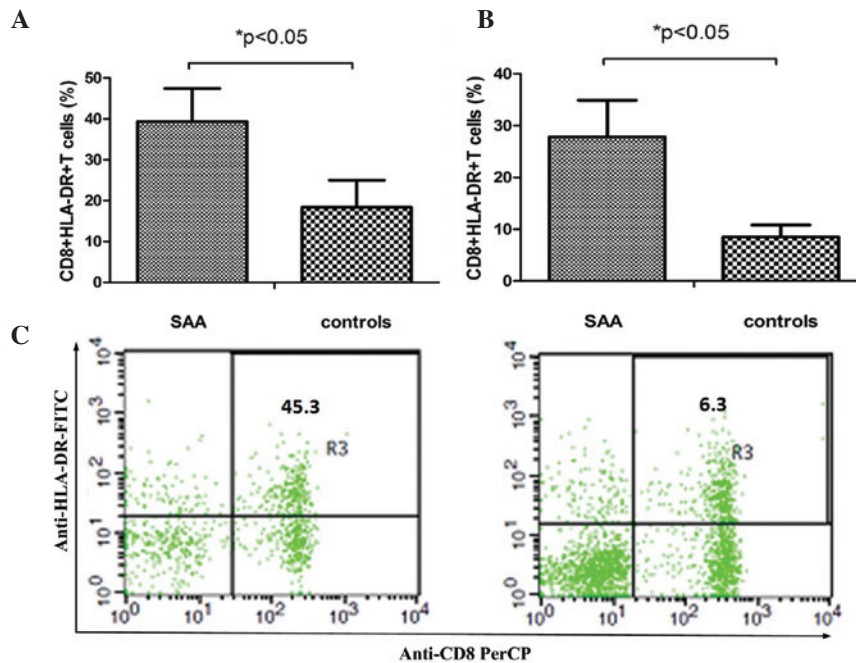 A
*p<0.05
CD8+HLA-DR+T cells (%)
50
40
30
20
10
0
SAA controls
B
*p<0.05
CD8+HLA-DR+T cells (%)
40
30
20
10
0
SAA controls
C
Anti-HLA-DR-FITC
10⁴
10³
10²
10¹
10⁰
45.3
R3
10⁰ 10¹ 10² 10³ 10⁴
10⁴
10³
10²
10¹
10⁰
6.3
R3
10⁰ 10¹ 10² 10³ 10⁴
Anti-CD8 PerCP